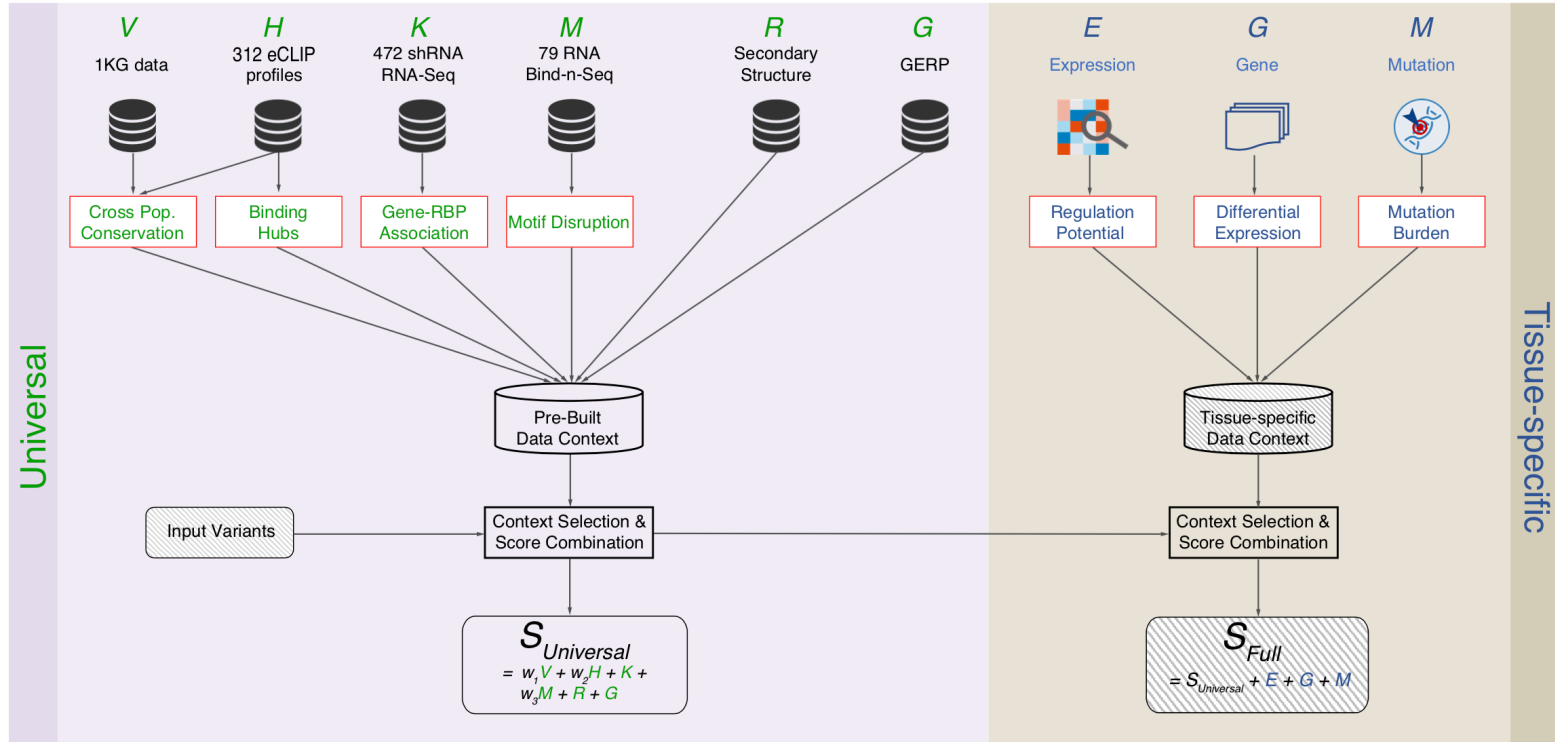 V
1KG data
H
312 eCLIP
profiles
K
472 shRNA
RNA-Seq
M
79 RNA
Bind-n-Seq
R
Secondary
Structure
G
GERP
E
Expression
G
Gene
M
Mutation
Cross Pop.
Conservation
Binding
Hubs
Gene-RBP
Association
Motif Disruption
Regulation
Potential
Differential
Expression
Mutation
Burden
Universal
Tissue-specific
Pre-Built
Data Context
Tissue-specific
Data Context
Input Variants
Context Selection &
Score Combination
Context Selection &
Score Combination
S Universal
= w1V + w2H + K +
w3M + R + G
S Full
= S Universal + E + G + M